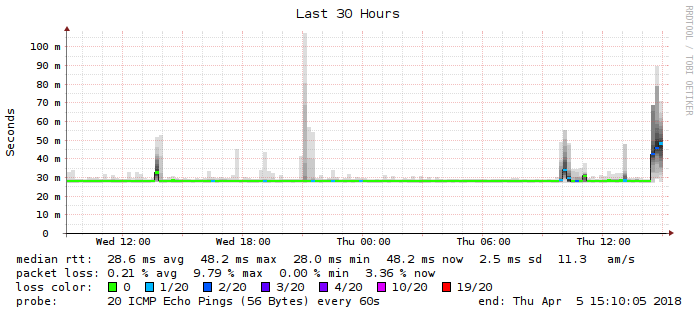 Last 30 Hours
RRDTOOL / TOBI OETIKER
Seconds
100 m
90 m
80 m
70 m
60 m
50 m
40 m
30 m
20 m
10 m
0
Wed 12:00 Wed 18:00 Thu 00:00 Thu 06:00 Thu 12:00
median rtt: 28.6 ms avg 48.2 ms max 28.0 ms min 48.2 ms now 2.5 ms sd 11.3 am/s
packet loss: 0.21 % avg 9.79 % max 0.00 % min 3.36 % now
loss color: 0 1/20 2/20 3/20 4/20 10/20 19/20
probe: 20 ICMP Echo Pings (56 Bytes) every 60s end: Thu Apr 5 15:10:05 2018